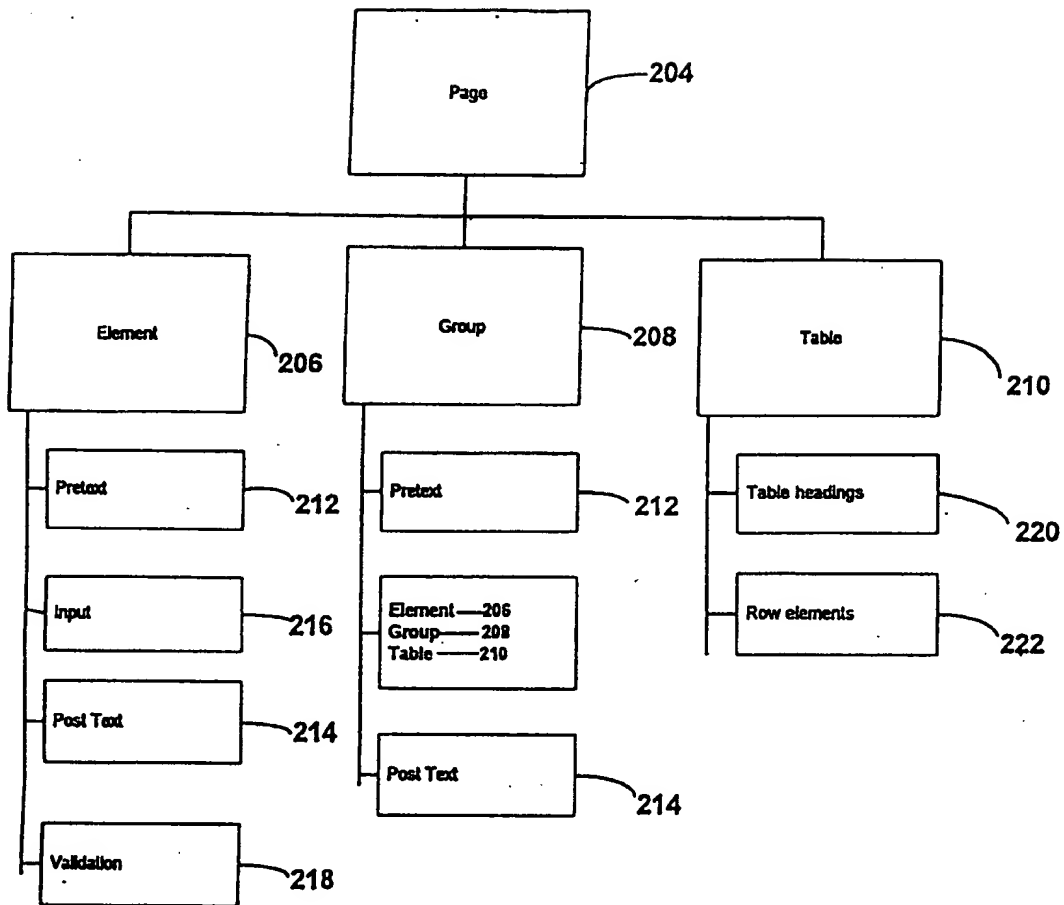 Page
204
Element
206
Group
208
Table
210
Pretext
212
Pretext
212
Table headings
220
Input
216
Element 206
Group 208
Table 210
Row elements
222
Post Text
214
Post Text
214
Validation
218